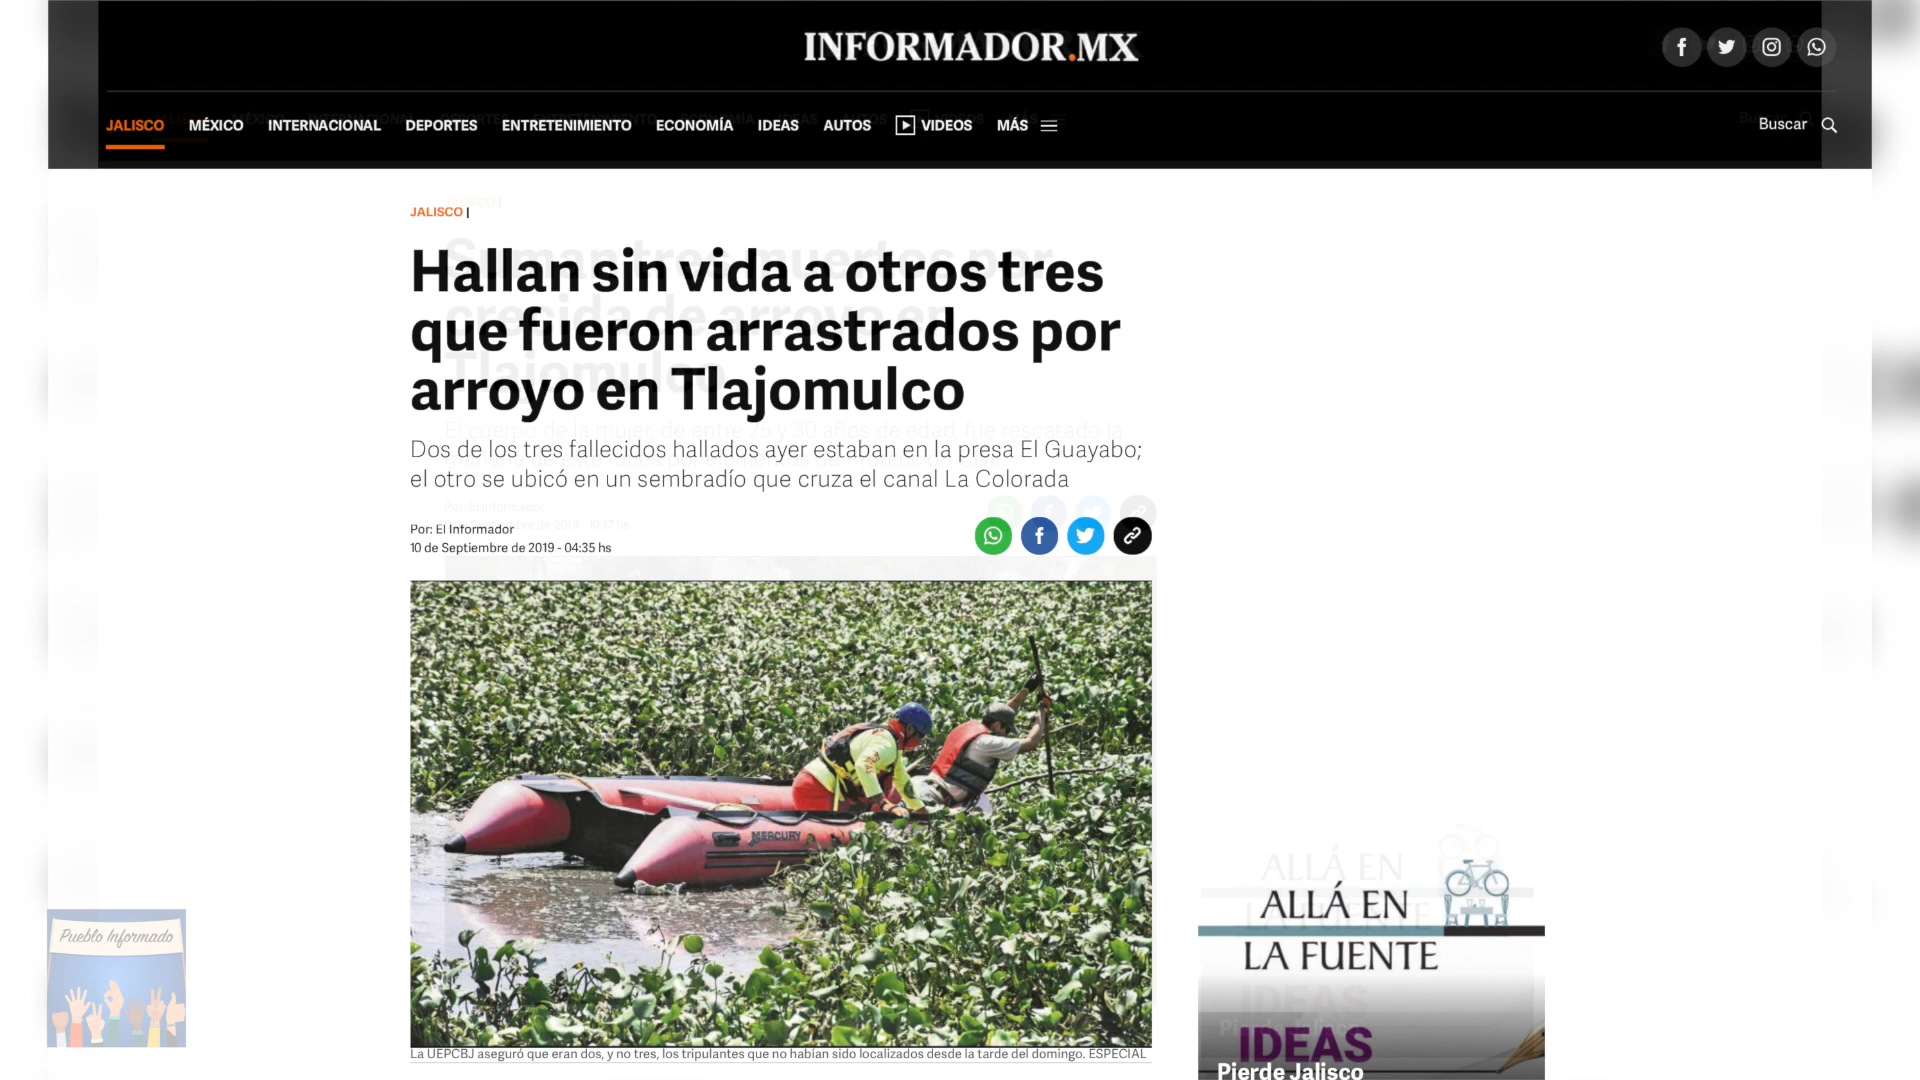 INFORMADOR.MX
JALISCO MÉXICO INTERNACIONAL DEPORTES ENTRETENIMIENTO ECONOMÍA IDEAS AUTOS VIDEOS MÁS
Buscar
JALISCO |
Hallan sin vida a otros tres
que fueron arrastrados por
arroyo en Tlajomulco
Dos de los tres fallecidos hallados ayer estaban en la presa El Guayabo;
el otro se ubicó en un sembradío que cruza el canal La Colorada
Por: El Informador
10 de Septiembre de 2019 - 04:35 hs
MERCURY
La UEPCBJ aseguró que eran dos, y no tres, los tripulantes que no habían sido localizados desde la tarde del domingo. ESPECIAL
ALLÁ EN
LA FUENTE
IDEAS
Pierde Jalisco
Pueblo Informado